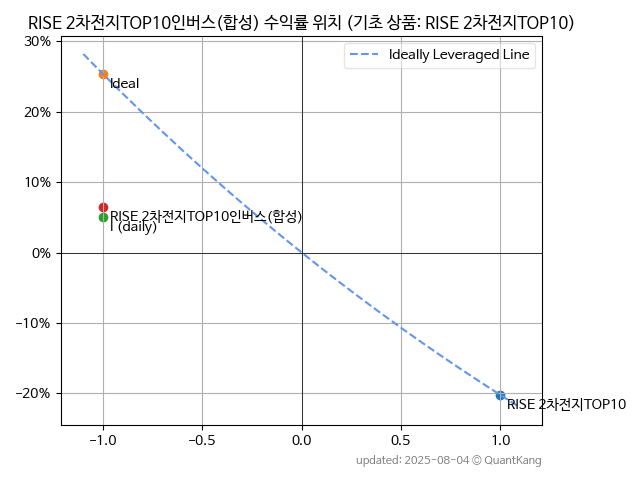 RISE 2차전지TOP10인버스(합성) 수익률 위치 (기초 상품: RISE 2차전지TOP10)
30%
Ideally Leveraged Line
Ideal
20%
10%
RISE 2차전지TOP10인버스(합성)
I (daily)
0%
−10%
−20%
RISE 2차전지TOP10
−1.0 −0.5 0.0 0.5 1.0
updated: 2025-08-04 © QuantKang